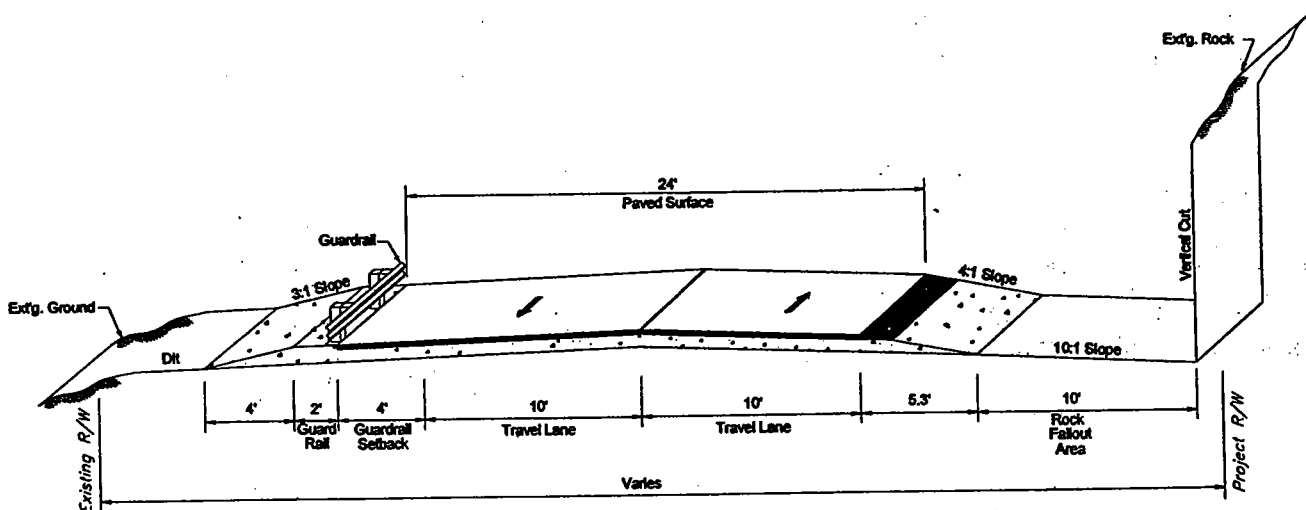 Ext'g. Rock
24'
Paved Surface
Vertical Cut
Guardrail
3:1 Slope
4:1 Slope
Ext'g. Ground
Dit
10:1 Slope
4'
2'
Guard
Rail
4'
Guardrail
Setback
10'
Travel Lane
10'
Travel Lane
5.3'
10'
Rock
Fallout
Area
Existing R/W
Varies
Project R/W